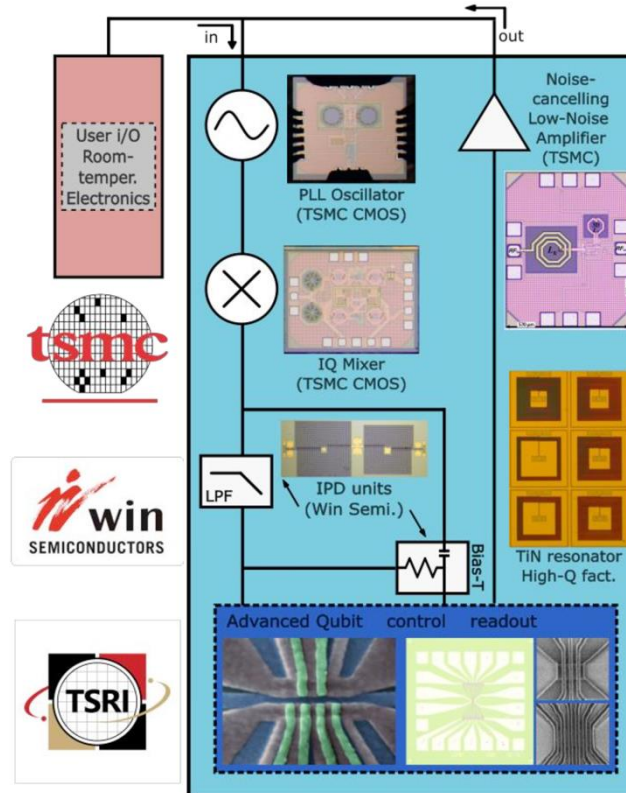 in
out
User i/O
Room-
temper.
Electronics
PLL Oscillator
(TSMC CMOS)
Noise-
cancelling
Low-Noise
Amplifier
(TSMC)
tsmc
IQ Mixer
(TSMC CMOS)
LPF
IPD units
(Win Semi.)
Bias-T
TiN resonator
High-Q fact.
win
SEMICONDUCTORS
Advanced Qubit control readout
TSRI